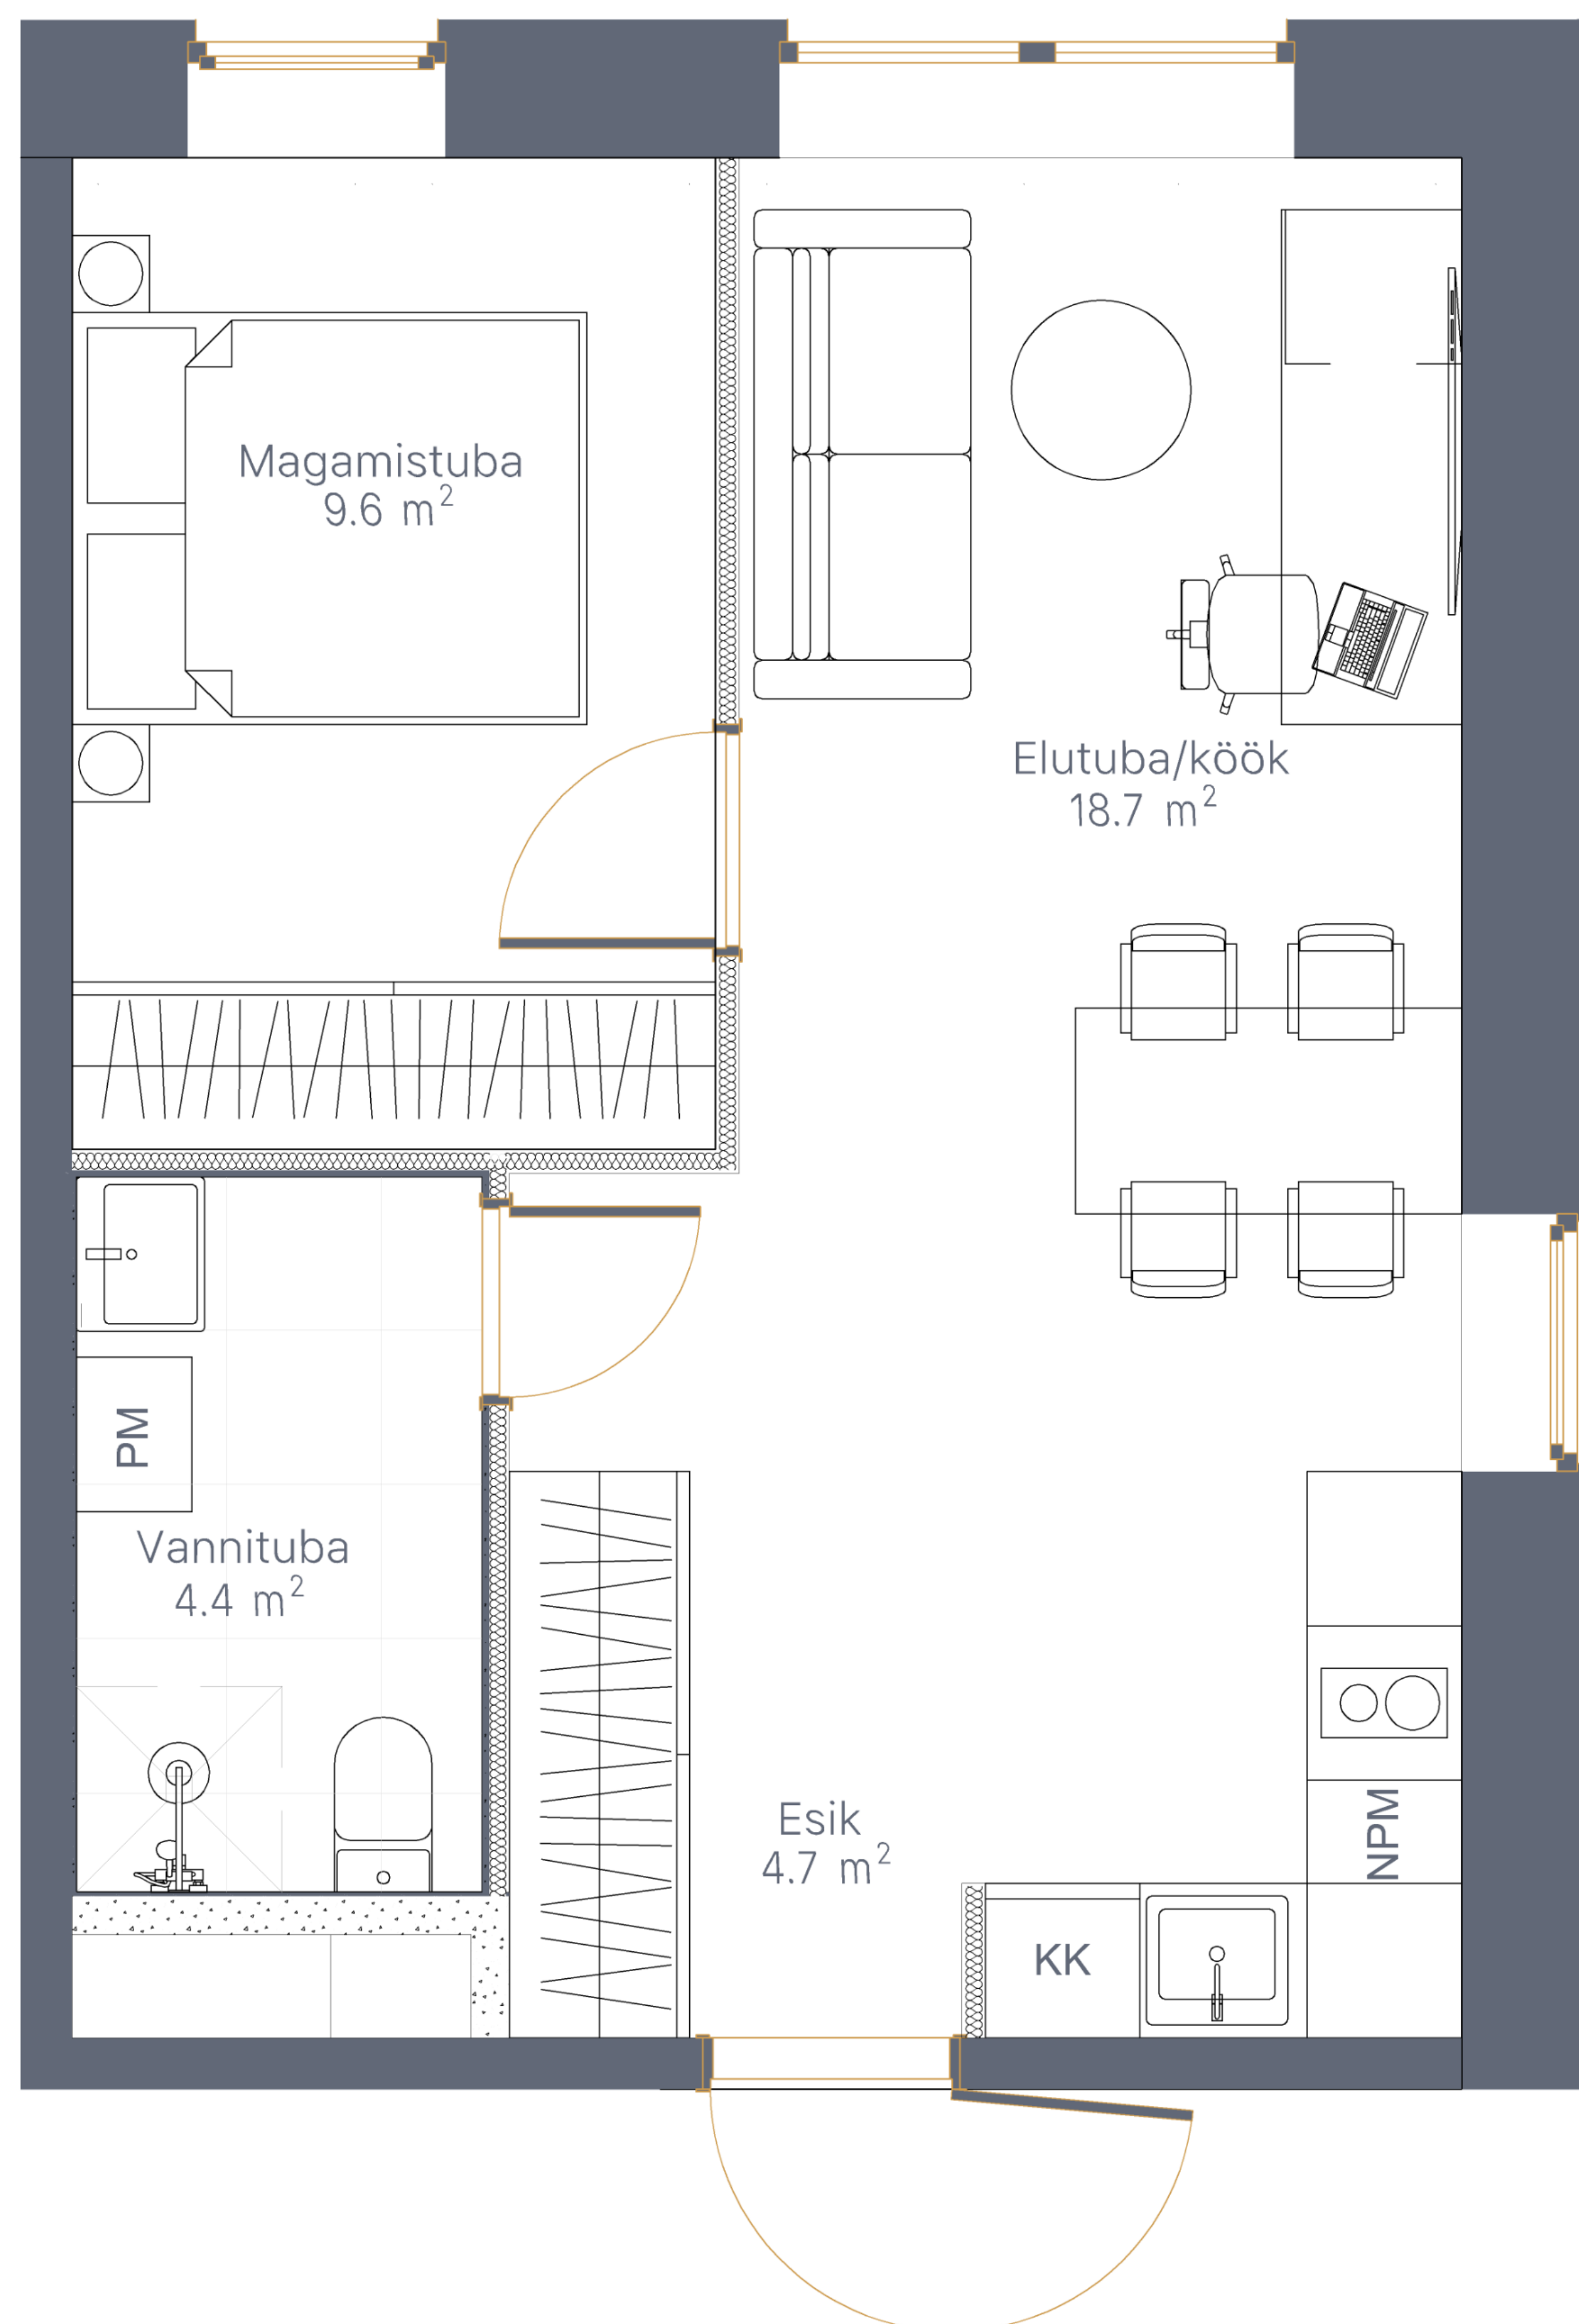 Magamistuba
9.6 m²
Elutuba/köök
18.7 m²
PM
Vannituba
4.4 m²
Esik
4.7 m²
NPM
KK